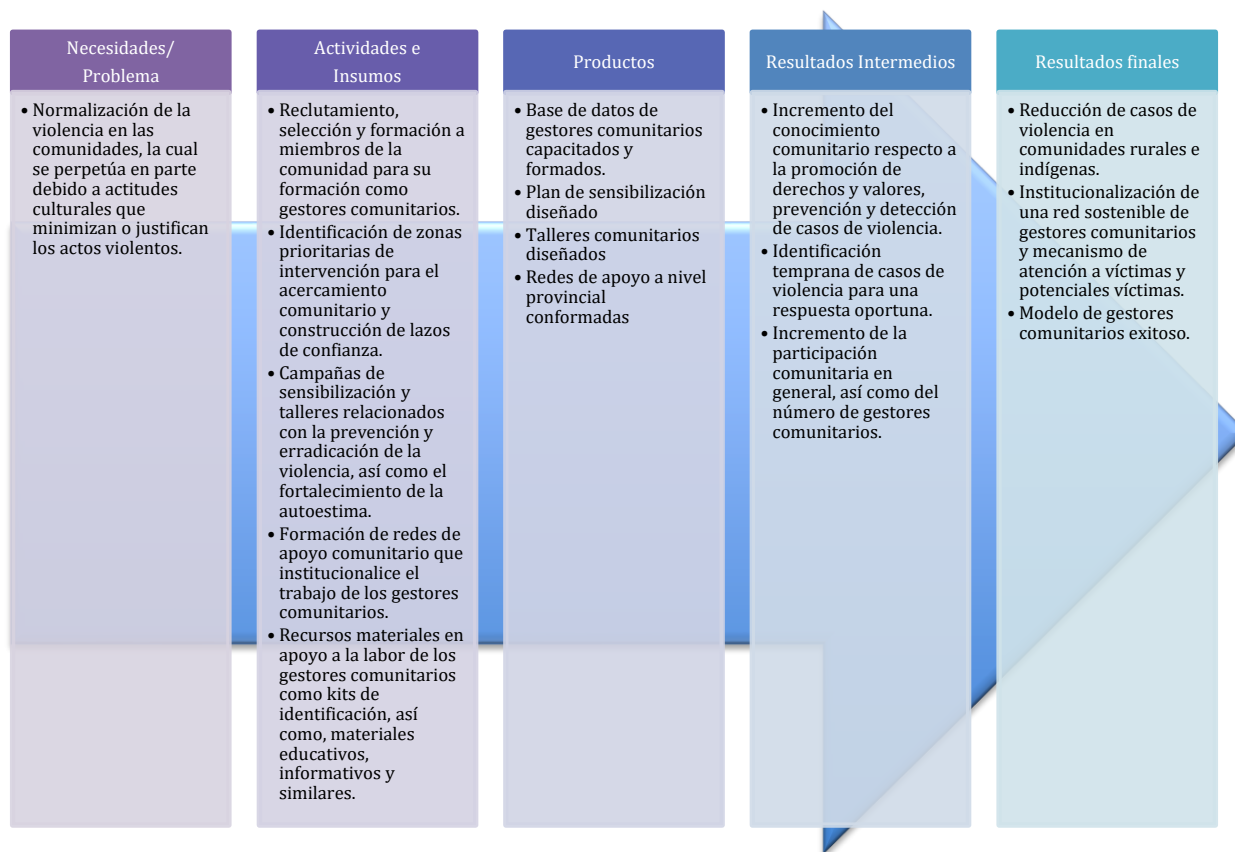 Necesidades/
Problema
• Normalización de la
violencia en las
comunidades, la cual
se perpetúa en parte
debido a actitudes
culturales que
minimizan o justifican
los actos violentos.
Actividades e
Insumos
• Reclutamiento,
selección y formación a
miembros de la
comunidad para su
formación como
gestores comunitarios.
• Identificación de zonas
prioritarias de
intervención para el
acercamiento
comunitario y
construcción de lazos
de confianza.
• Campañas de
sensibilización y
talleres relacionados
con la prevención y
erradicación de la
violencia, así como el
fortalecimiento de la
autoestima.
• Formación de redes de
apoyo comunitario que
institucionalice el
trabajo de los gestores
comunitarios.
• Recursos materiales en
apoyo a la labor de los
gestores comunitarios
como kits de
identificación, así
como, materiales
educativos,
informativos y
similares.
Productos
• Base de datos de
gestores comunitarios
capacitados y
formados.
• Plan de sensibilización
diseñado
• Talleres comunitarios
diseñados
• Redes de apoyo a nivel
provincial
conformadas
Resultados Intermedios
• Incremento del
conocimiento
comunitario respecto a
la promoción de
derechos y valores,
prevención y detección
de casos de violencia.
• Identificación
temprana de casos de
violencia para una
respuesta oportuna.
• Incremento de la
participación
comunitaria en
general, así como del
número de gestores
comunitarios.
Resultados finales
• Reducción de casos de
violencia en
comunidades rurales e
indígenas.
• Institucionalización de
una red sostenible de
gestores comunitarios
y mecanismo de
atención a víctimas y
potenciales víctimas.
• Modelo de gestores
comunitarios exitoso.